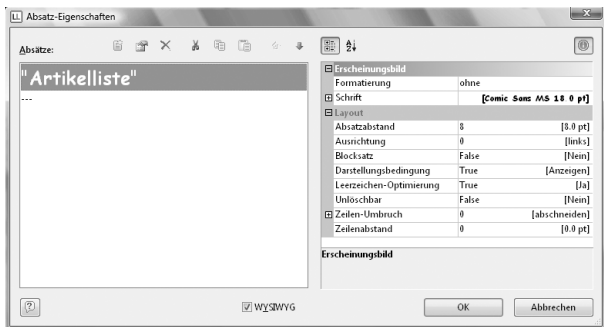 LL Absatz-Eigenschaften
Absätze:
"Artikelliste"
---
Erscheinungsbild
Formatierung ohne
Schrift [Comic Sans MS 18 0 pt]
Layout
Absatzabstand 8 [8.0 pt]
Ausrichtung 0 [links]
Blocksatz False [Nein]
Darstellungsbedingung True [Anzeigen]
Leerzeichen-Optimierung True [Ja]
Unlöschbar False [Nein]
Zeilen-Umbruch 0 [abschneiden]
Zeilenabstand 0 [0.0 pt]
Erscheinungsbild
WYSIWYG
OK
Abbrechen